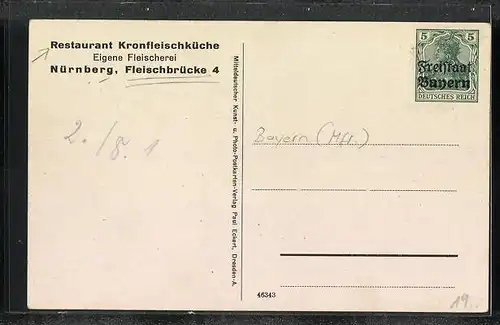 Restaurant Kronfleischküche
Eigene Fleischerei
Nürnberg, Fleischbrücke 4
5 5
Freistaat
Bayern
DEUTSCHES REICH
Mitteldeutscher Kunst- u. Photo-Postkarten-Verlag Paul Eckert, Dresden-A.
Bayern (Mfr.)
46343
19.-